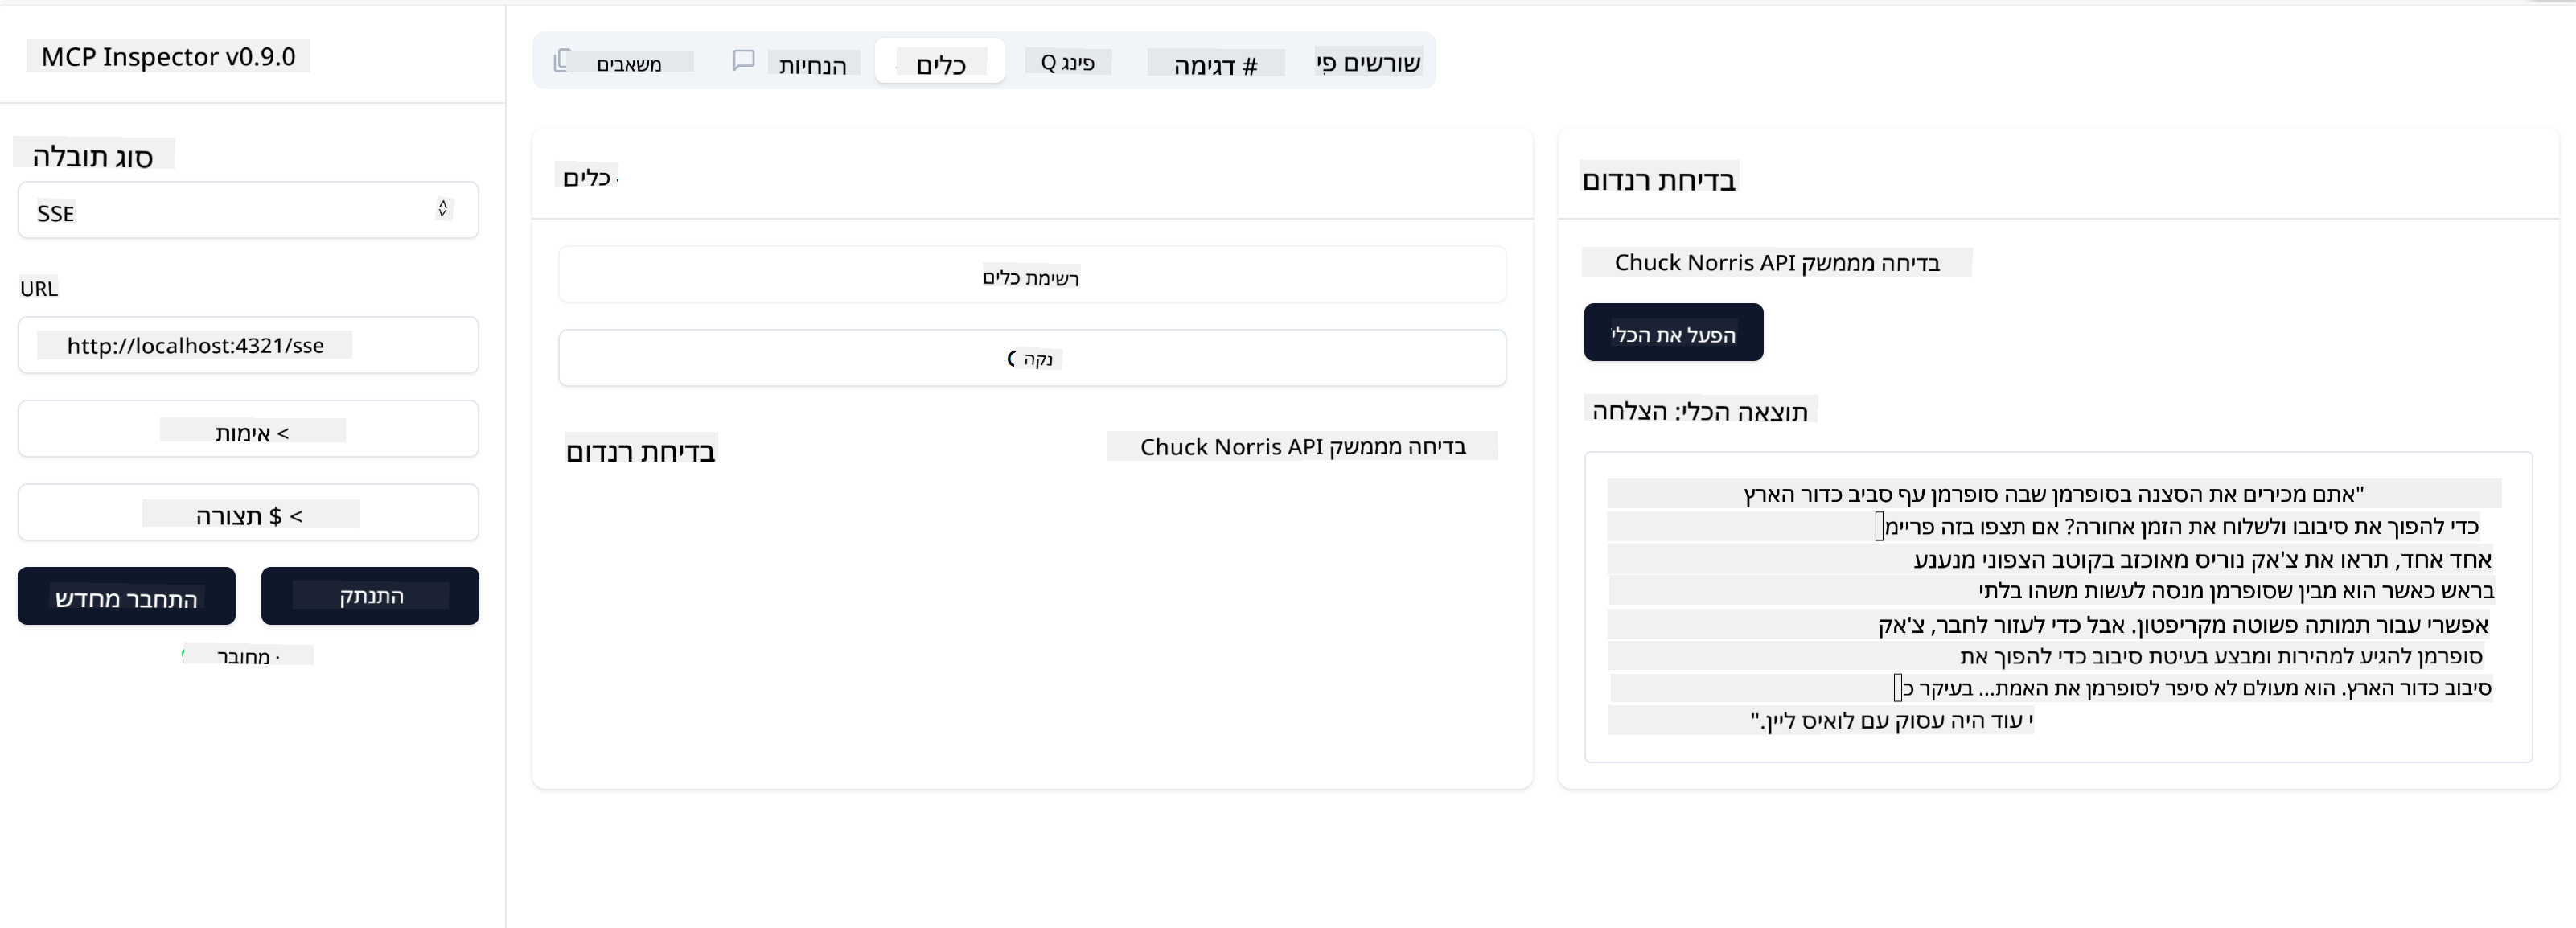 MCP Inspector v0.9.0
סוג תובלה
SSE
URL
http://localhost:4321/sse
> אימות
> $ תצורה
התחבר מחדש
התנתק
מחובר
משאבים
הנחיות
כלים
פינג Q
# דגימה
שורשים פי
כלים
רשימת כלים
נקה
בדיחת רנדום
בדיחה מממשק Chuck Norris API
בדיחת רנדום
בדיחה מממשק Chuck Norris API
הפעל את הכלי
תוצאה הכלי: הצלחה
"אתם מכירים את הסצנה בסופרמן שבה סופרמן עף סביב כדור הארץ
כדי להפוך את סיבובו ולשלוח את הזמן אחורה? אם תצפו בזה פריימ
אחד אחד, תראו את צ'אק נוריס מאוכזב בקוטב הצפוני מנענע
בראש כאשר הוא מבין שסופרמן מנסה לעשות משהו בלתי
אפשרי עבור תמותה פשוטה מקריפטון. אבל כדי לעזור לחבר, צ'אק
סופרמן להגיע למהירות ומבצע בעיטת סיבוב כדי להפוך את
סיבוב כדור הארץ. הוא מעולם לא סיפר לסופרמן את האמת... בעיקר כ
י עוד היה עסוק עם לואיס ליין."